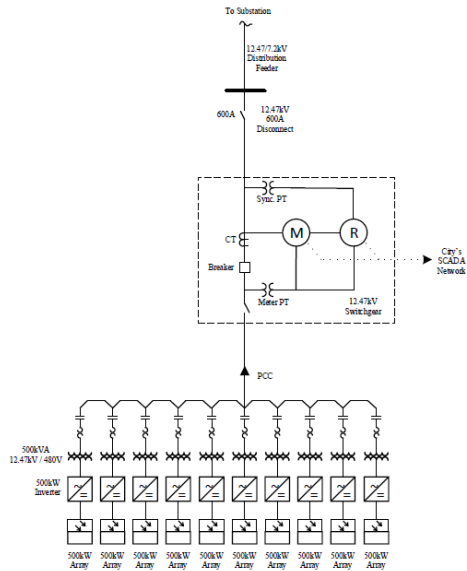 To Substation
12.47/7.2kV
Distribution
Feeder
600A
12.47kV
600A
Disconnect
Sync. PT
M
R
CT
City's
SCADA
Network
Breaker
Meter PT
12.47kV
Switchgear
PCC
500kVA
12.47kV / 480V
500kW
Inverter
500kW
Array
500kW
Array
500kW
Array
500kW
Array
500kW
Array
500kW
Array
500kW
Array
500kW
Array
500kW
Array
500kW
Array